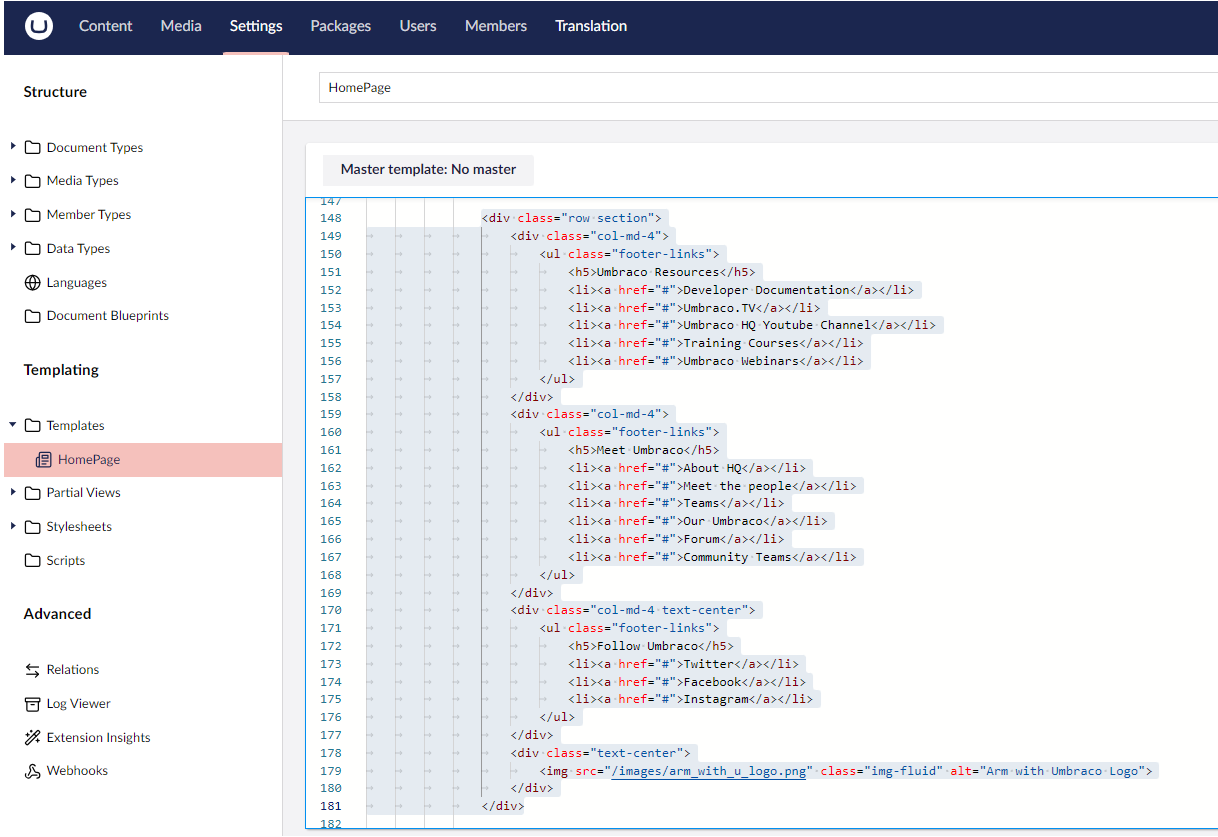 Content Media Settings Packages Users Members Translation
Structure
Document Types
Media Types
Member Types
Data Types
Languages
Document Blueprints
Templating
Templates
HomePage
Partial Views
Stylesheets
Scripts
Advanced
Relations
Log Viewer
Extension Insights
Webhooks
HomePage
Master template: No master
147
148 <div class="row section">
149 <div class="col-md-4">
150 <ul class="footer-links">
151 <h5>Umbraco Resources</h5>
152 <li><a href="#">Developer Documentation</a></li>
153 <li><a href="#">Umbraco.TV</a></li>
154 <li><a href="#">Umbraco HQ Youtube Channel</a></li>
155 <li><a href="#">Training Courses</a></li>
156 <li><a href="#">Umbraco Webinars</a></li>
157 </ul>
158 </div>
159 <div class="col-md-4">
160 <ul class="footer-links">
161 <h5>Meet Umbraco</h5>
162 <li><a href="#">About HQ</a></li>
163 <li><a href="#">Meet the people</a></li>
164 <li><a href="#">Teams</a></li>
165 <li><a href="#">Our Umbraco</a></li>
166 <li><a href="#">Forum</a></li>
167 <li><a href="#">Community Teams</a></li>
168 </ul>
169 </div>
170 <div class="col-md-4 text-center">
171 <ul class="footer-links">
172 <h5>Follow Umbraco</h5>
173 <li><a href="#">Twitter</a></li>
174 <li><a href="#">Facebook</a></li>
175 <li><a href="#">Instagram</a></li>
176 </ul>
177 </div>
178 <div class="text-center">
179 <img src="/images/arm_with_u_logo.png" class="img-fluid" alt="Arm with Umbraco Logo">
180 </div>
181 </div>
182